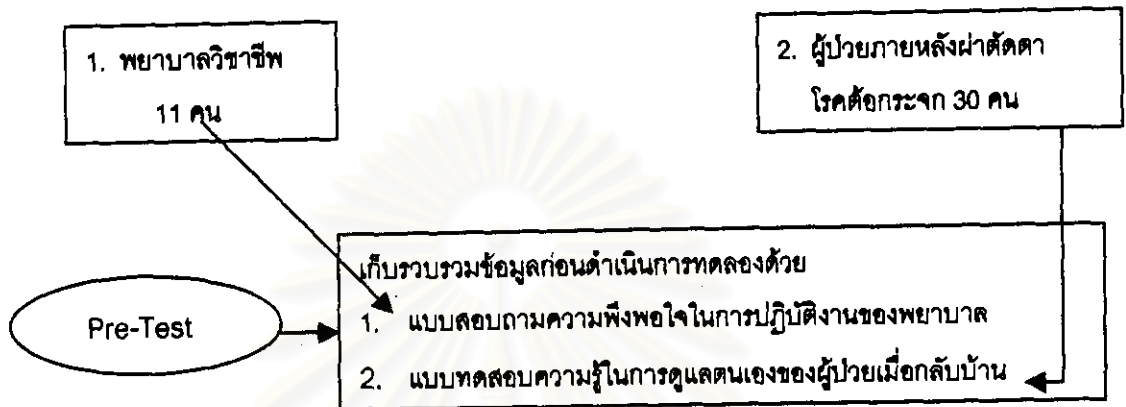 1. พยาบาลวิชาชีพ
11 คน
2. ผู้ป่วยภายหลังผ่าตัดตา
โรคต้อกระจก 30 คน
เก็บรวบรวมข้อมูลก่อนดำเนินการทดลองด้วย
Pre-Test
1. แบบสอบถามความพึงพอใจในการปฏิบัติงานของพยาบาล
2. แบบทดสอบความรู้ในการดูแลตนเองของผู้ป่วยเมื่อกลับบ้าน